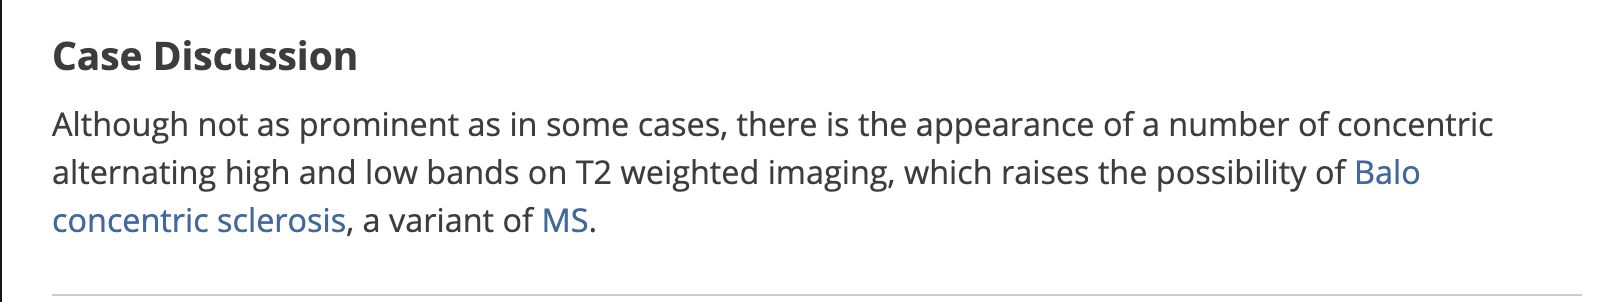 Case Discussion
Although not as prominent as in some cases, there is the appearance of a number of concentric
alternating high and low bands on T2 weighted imaging, which raises the possibility of Balo
concentric sclerosis, a variant of MS.